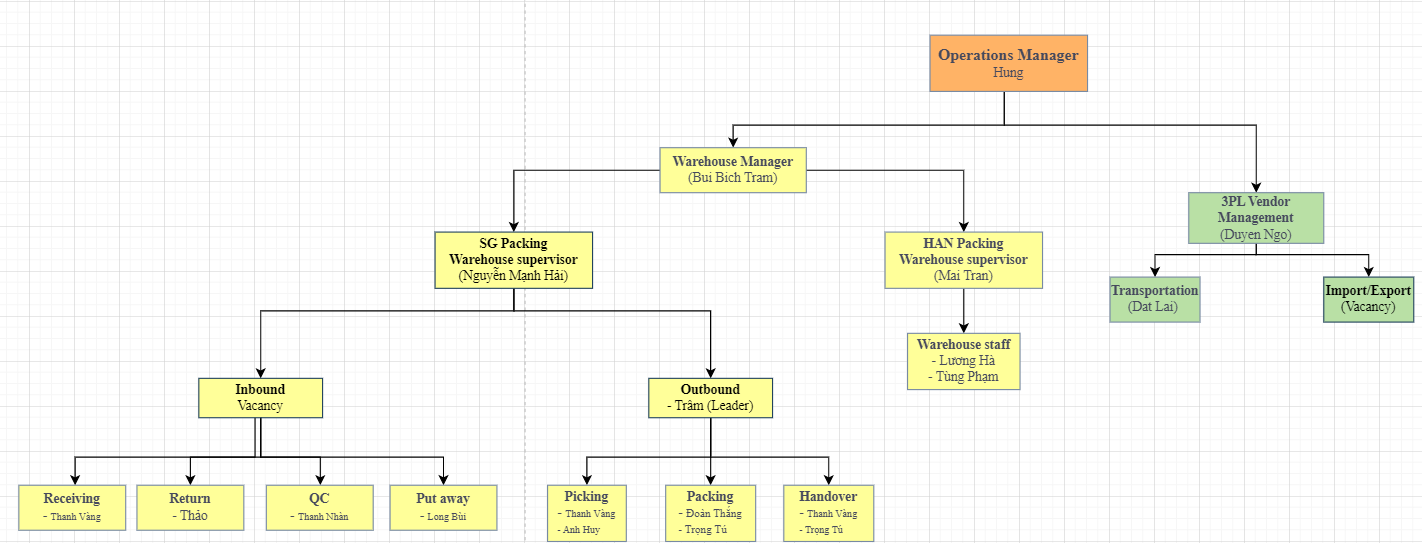 Operations Manager
Hung
Warehouse Manager
(Bui Bich Tram)
3PL Vendor
Management
(Duyen Ngo)
SG Packing
Warehouse supervisor
(Nguyễn Mạnh Hải)
HAN Packing
Warehouse supervisor
(Mai Tran)
Transportation
(Dat Lai)
Import/Export
(Vacancy)
Warehouse staff
- Lương Hà
- Tùng Phạm
Inbound
Vacancy
Outbound
- Trâm (Leader)
Receiving
- Thanh Vàng
Return
- Thảo
QC
- Thanh Nhàn
Put away
- Long Bùi
Picking
- Thanh Vàng
- Anh Huy
Packing
- Đoàn Thắng
- Trọng Tú
Handover
- Thanh Vàng
- Trọng Tú